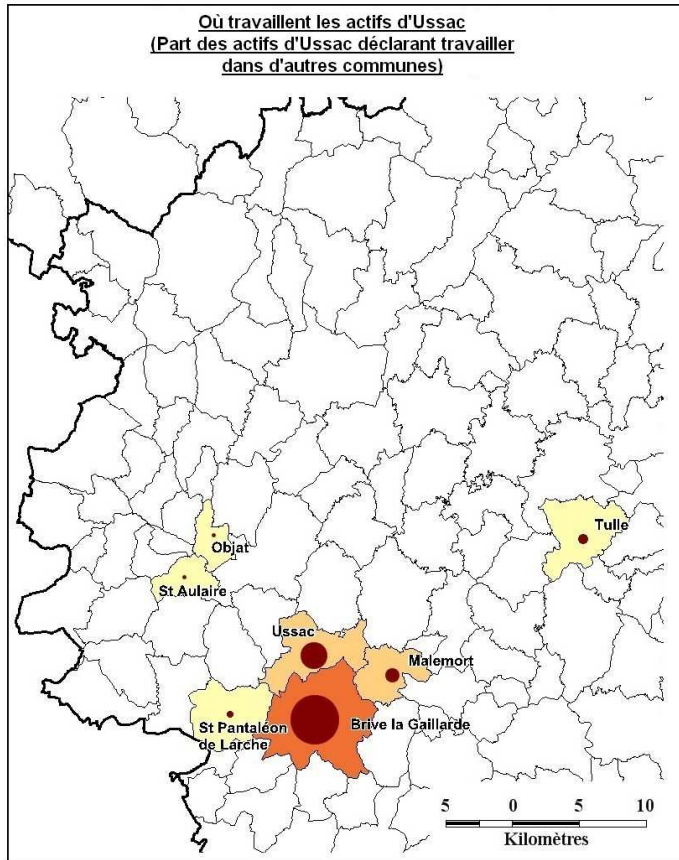 Où travaillent les actifs d'Ussac
(Part des actifs d'Ussac déclarant travailler
dans d'autres communes)
Tulle
Objat
St Aulaire
Ussac
Malemort
St Pantaléon
de Larche
Brive la Gaillarde
5 0 5 10
Kilomètres